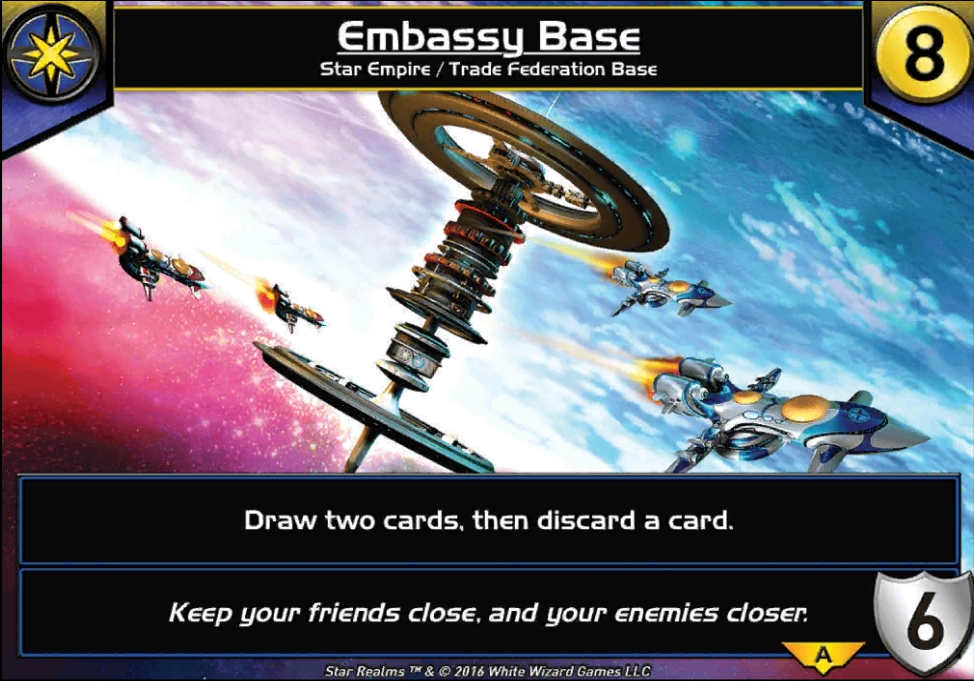 Embassy Base
8
Star Empire / Trade Federation Base
Draw two cards, then discard a card.
Keep your friends close, and your enemies closer.
6
A
Star Realms ™ & © 2016 White Wizard Games LLC